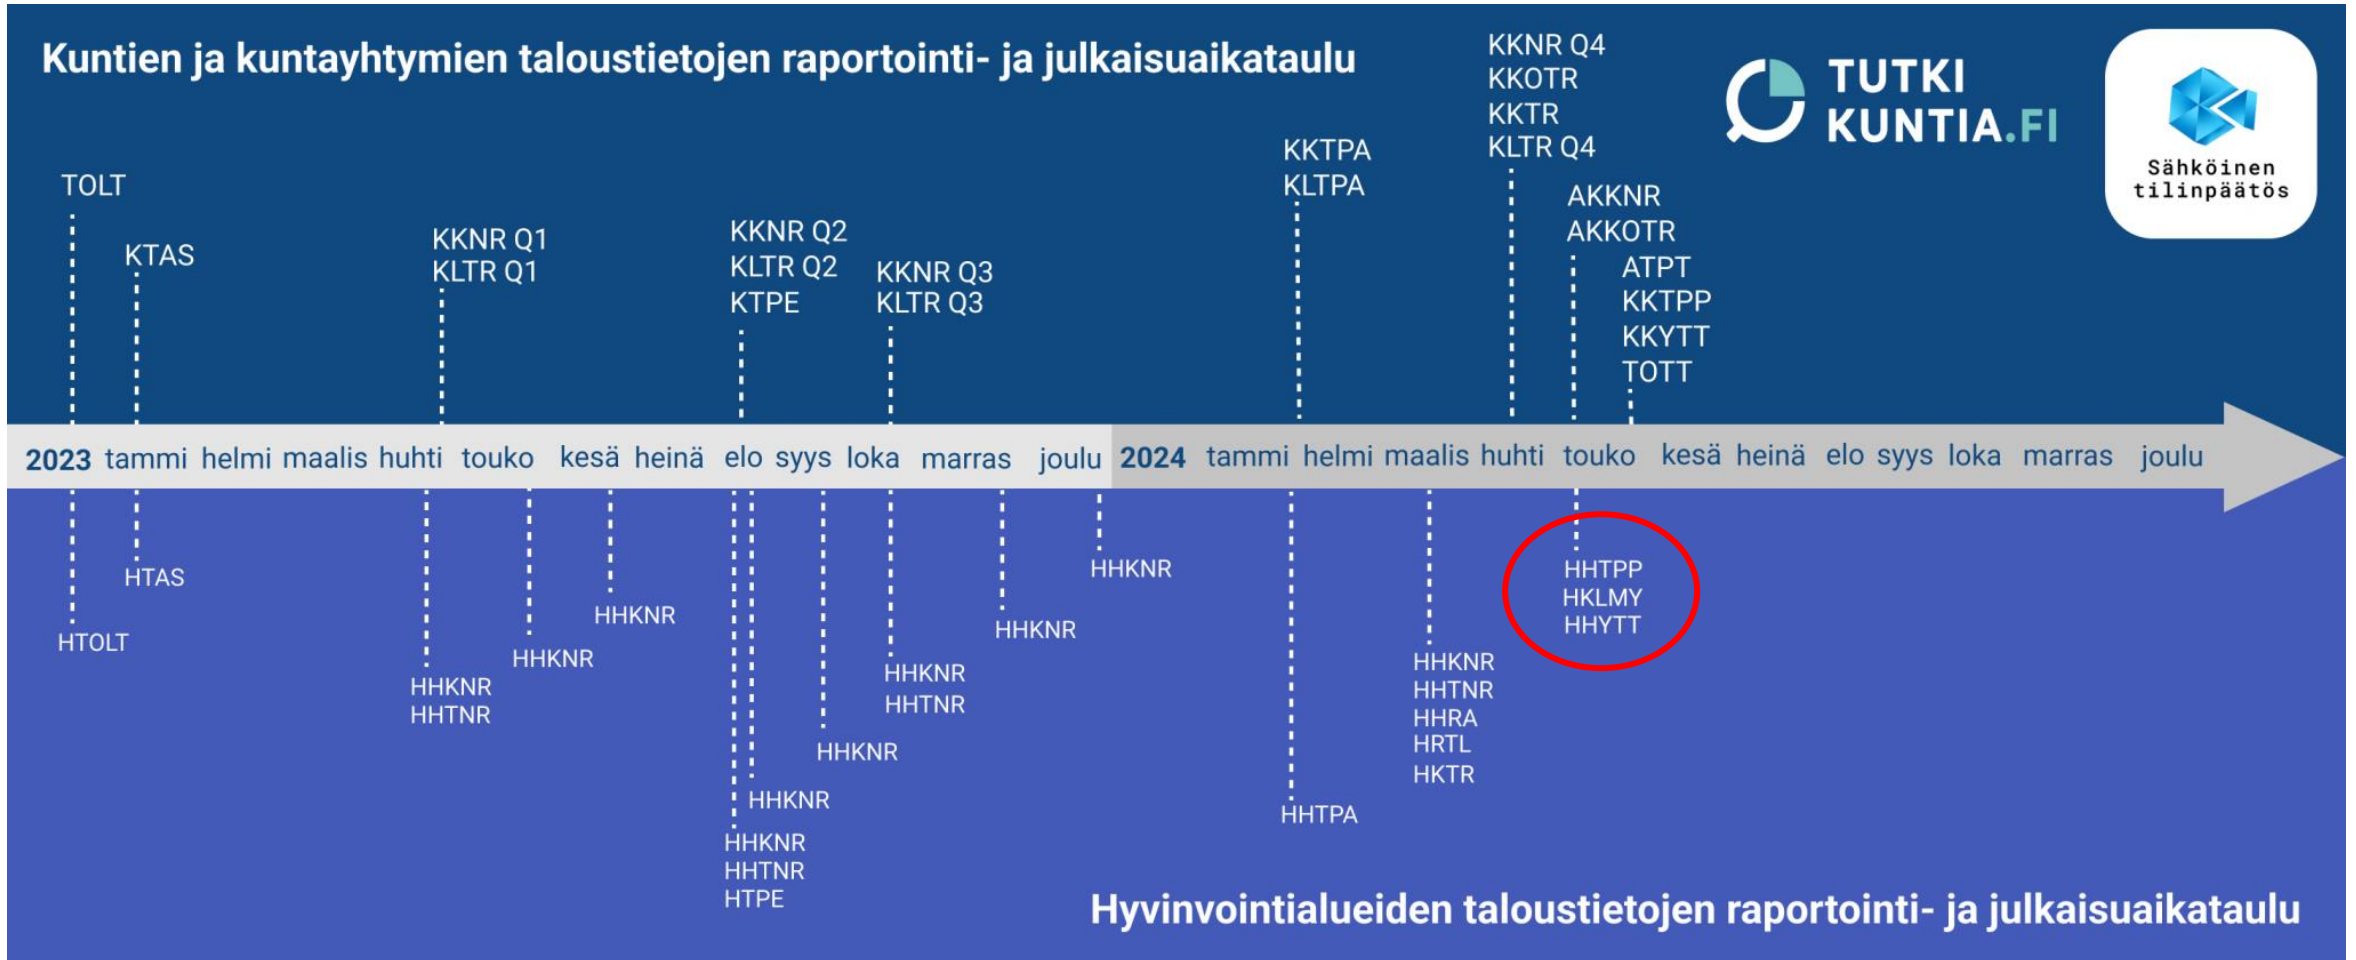 Kuntien ja kuntayhtymien taloustietojen raportointi- ja julkaisuaikataulu
TUTKI
KUNTIA.FI
Sähköinen
tilinpäätös
TOLT
KTAS
KKNR Q1
KLTR Q1
KKNR Q2
KLTR Q2
KTPE
KKNR Q3
KLTR Q3
KKTPA
KLTPA
KKNR Q4
KKOTR
KKTR
KLTR Q4
AKKNR
AKKOTR
ATPT
KKTPP
KKYTT
TOTT
2023 tammi helmi maalis huhti touko kesä heinä elo syys loka marras joulu 2024 tammi helmi maalis huhti touko kesä heinä elo syys loka marras joulu
HTOLT
HTAS
HHKNR
HHTNR
HHKNR
HHKNR
HHKNR
HHTNR
HTPE
HHKNR
HHKNR
HHKNR
HHTNR
HHKNR
HHKNR
HHTPA
HHKNR
HHTNR
HHRA
HRTL
HKTR
HHTPP
HKLMY
HHYTT
Hyvinvointialueiden taloustietojen raportointi- ja julkaisuaikataulu